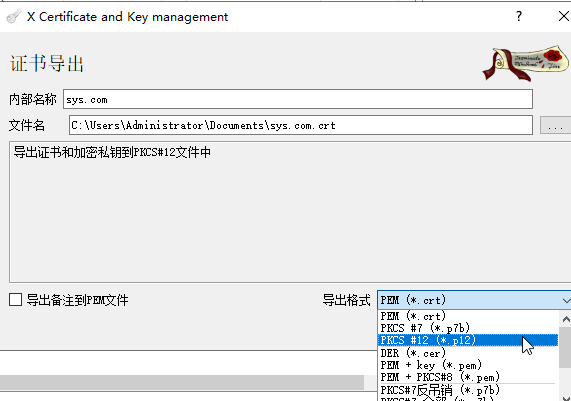 X Certificate and Key management
?
证书导出
内部名称 sys.com
文件名 C:\Users\Administrator\Documents\sys.com.crt
...
导出证书和加密私钥到PKCS#12文件中
导出备注到PEM文件
导出格式 PEM (*.crt)
PEM (*.crt)
PKCS #7 (*.p7b)
PKCS #12 (*.p12)
DER (*.cer)
PEM + key (*.pem)
PEM + PKCS#8 (*.pem)
PKCS#7反吊销 (*.p7b)